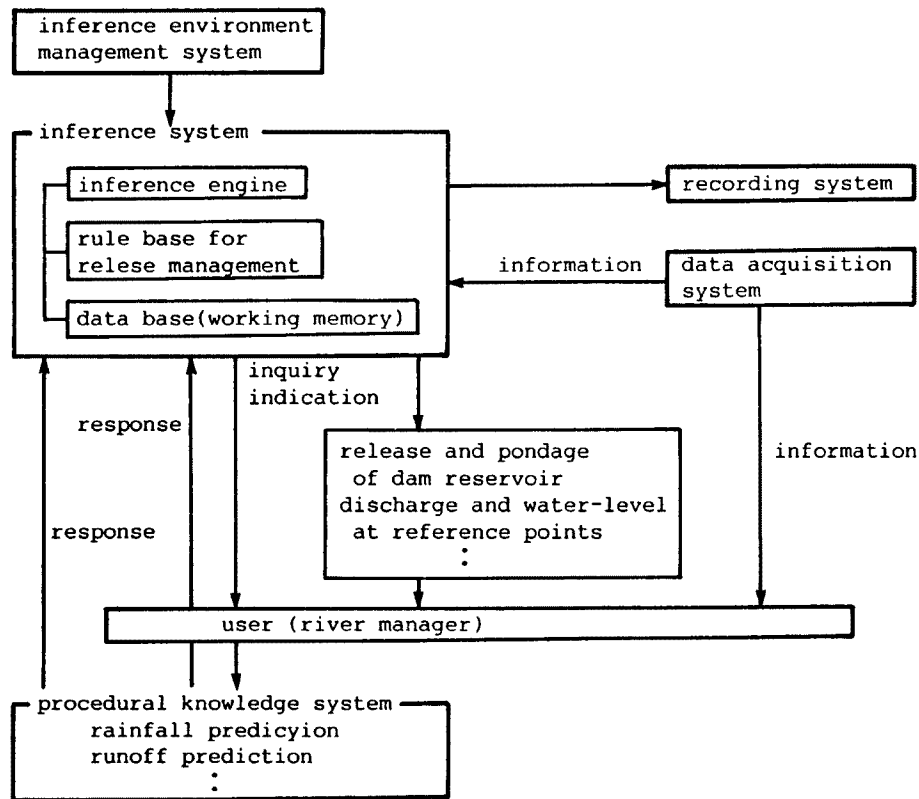 inference environment
management system
inference system
inference engine
rule base for
relese management
data base(working memory)
recording system
information
data acquisition
system
inquiry
indication
response
release and pondage
of dam reservoir
discharge and water-level
at reference points
:
information
response
user (river manager)
procedural knowledge system
rainfall predicyion
runoff prediction
: